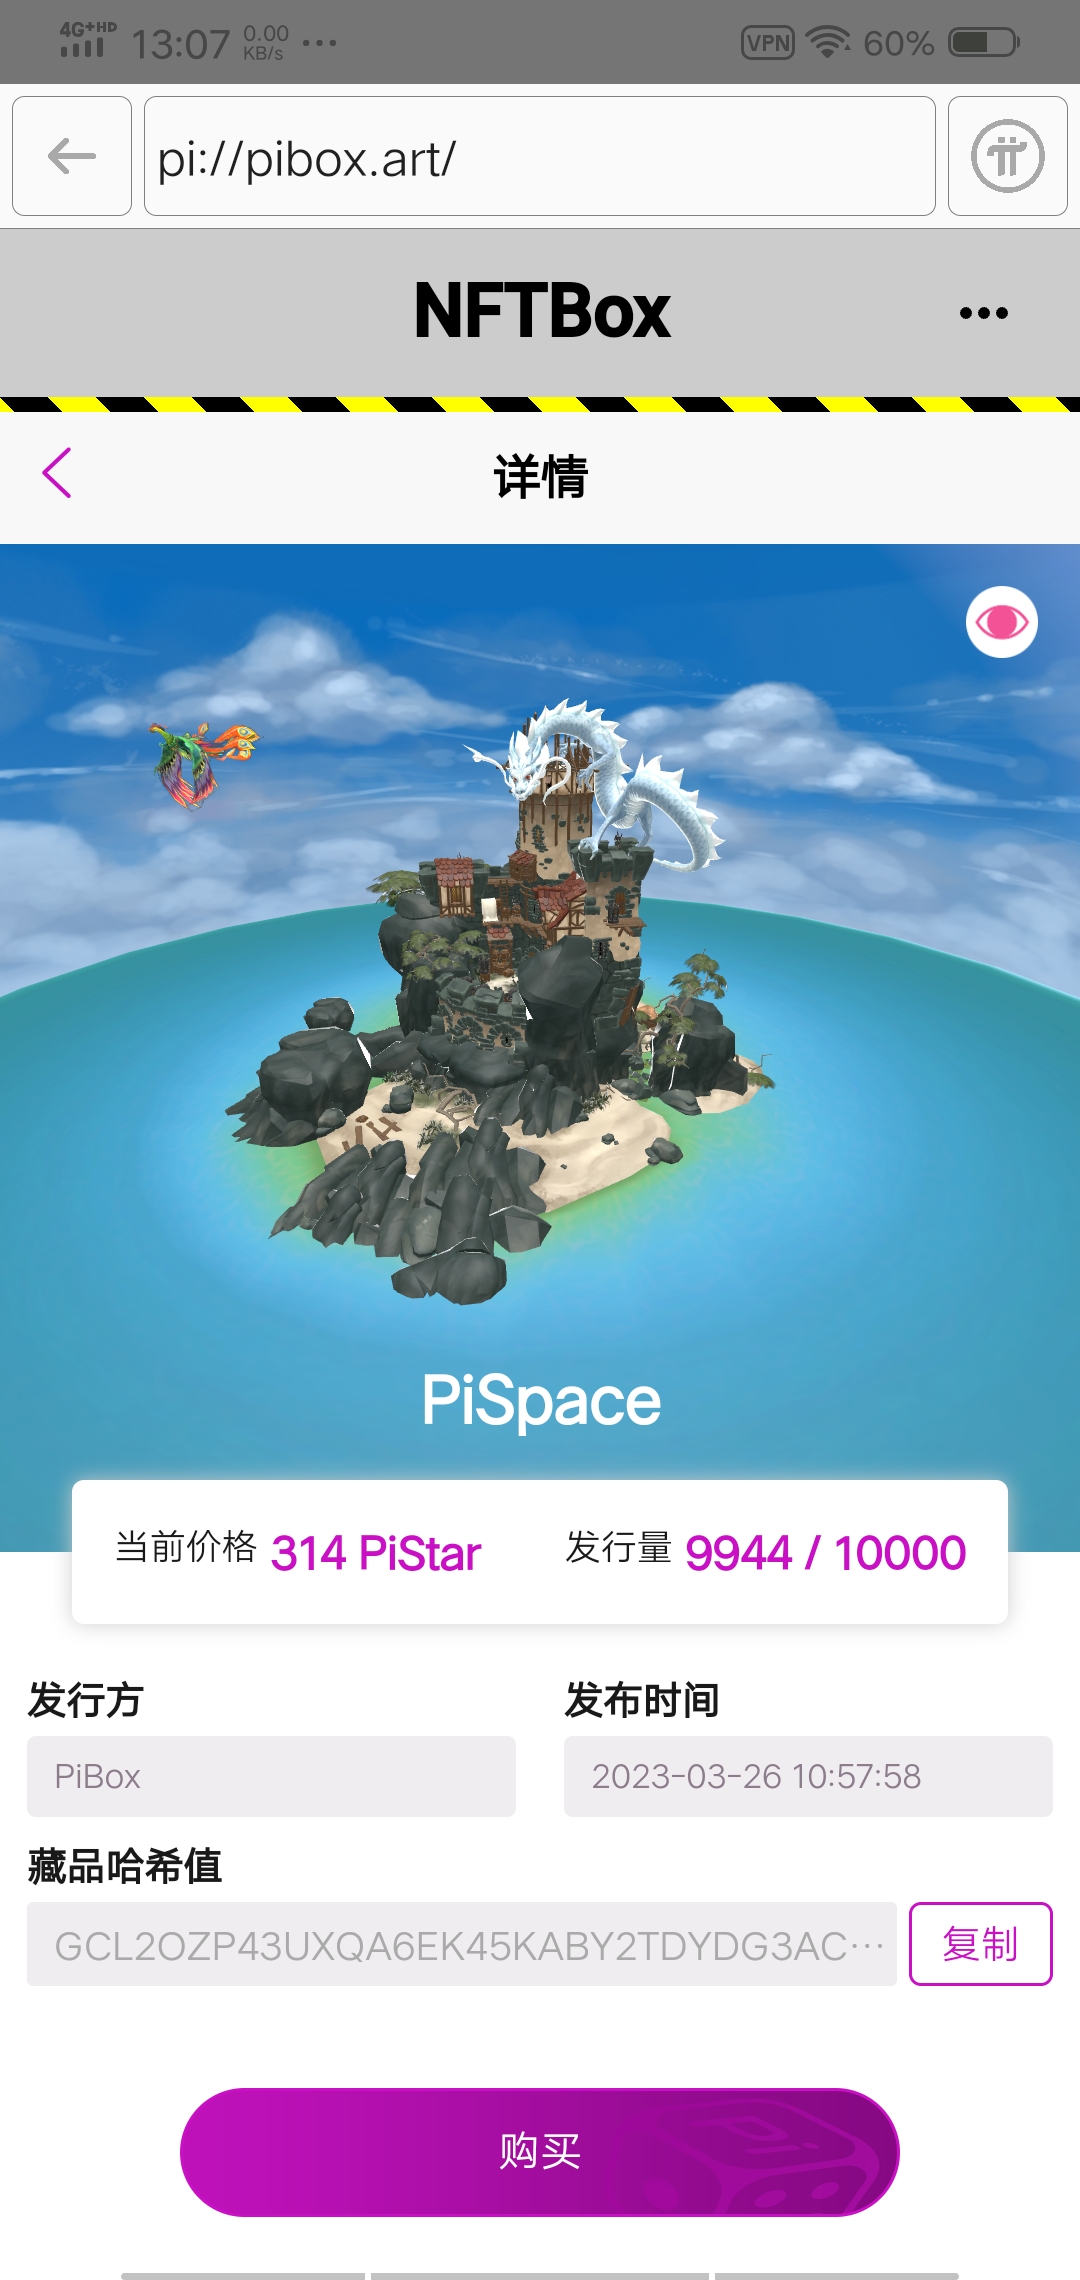 4G+HD 13:07 0.00 KB/s ... VPN 60%
pi://pibox.art/
NFTBox
详情
PiSpace
当前价格 314 PiStar 发行量 9944 / 10000
发行方 发布时间
PiBox 2023-03-26 10:57:58
藏品哈希值
GCL2OZP43UXQA6EK45KABY2TDYDG3AC... 复制
购买